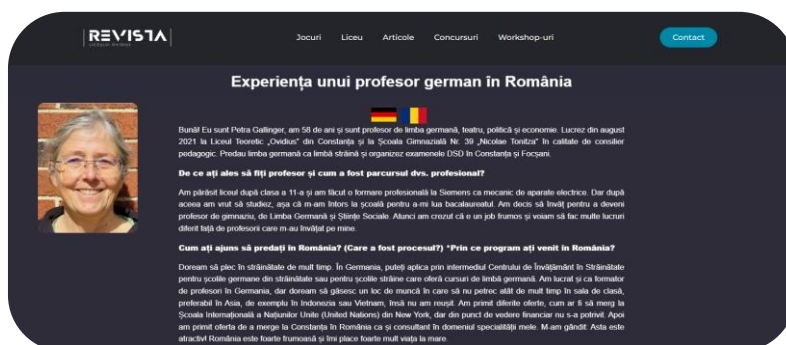 REVISTA
Jocuri Liceu Articole Concursuri Workshop-uri Contact
Experiența unui profesor german în România
Bună! Eu sunt Petra Gallinger, am 58 de ani și sunt profesor de limba germană, teatru, politică și economie. Lucrez din august
2021 la Liceul Teoretic „Ovidius” din Constanța și la Școala Gimnazială Nr. 39 „Nicolae Tonitza” în calitate de consilier
pedagogic. Predau limba germană ca limbă străină și organizez examenele DSD în Constanța și Focșani.
De ce ați ales să fiți profesor și cum a fost parcursul dvs. profesional?
Am părăsit liceul după clasa a 11-a și am făcut o formare profesională la Siemens ca mecanic de aparate electrice. Dar după
aceea am vrut să studiez, așa că m-am întors la școală pentru a-mi lua bacalaureatul. Am decis să învăț pentru a deveni
profesor de gimnaziu, de Limba Germană și Științe Sociale. Atunci am crezut că e un job frumos și voiam să fac multe lucruri
diferit față de profesorii care m-au învățat pe mine.
Cum ați ajuns să predați în România? (Care a fost procesul?) *Prin ce program ați venit în România?
Doream să plec în străinătate de mult timp. În Germania, puteți aplica prin intermediul Centrului de Învățământ în Străinătate
pentru școlile germane din străinătate sau pentru școlile străine care oferă cursuri de limbă germană. Am lucrat și ca formator
de profesori în Germania, dar doream să găsesc un loc de muncă în care să nu petrec atât de mult timp în sala de clasă,
preferabil în Asia, de exemplu în Indonezia sau Vietnam, însă nu am reușit. Am primit diferite oferte, cum ar fi să merg la
Școala Internațională a Națiunilor Unite (United Nations) din New York, dar din punct de vedere financiar nu s-a potrivit. Apoi
am primit oferta de a merge la Constanța în România ca și consultant în domeniul specialității mele. M-am gândit: Asta este
atractiv! România este foarte frumoasă și îmi place foarte mult viața la mare.